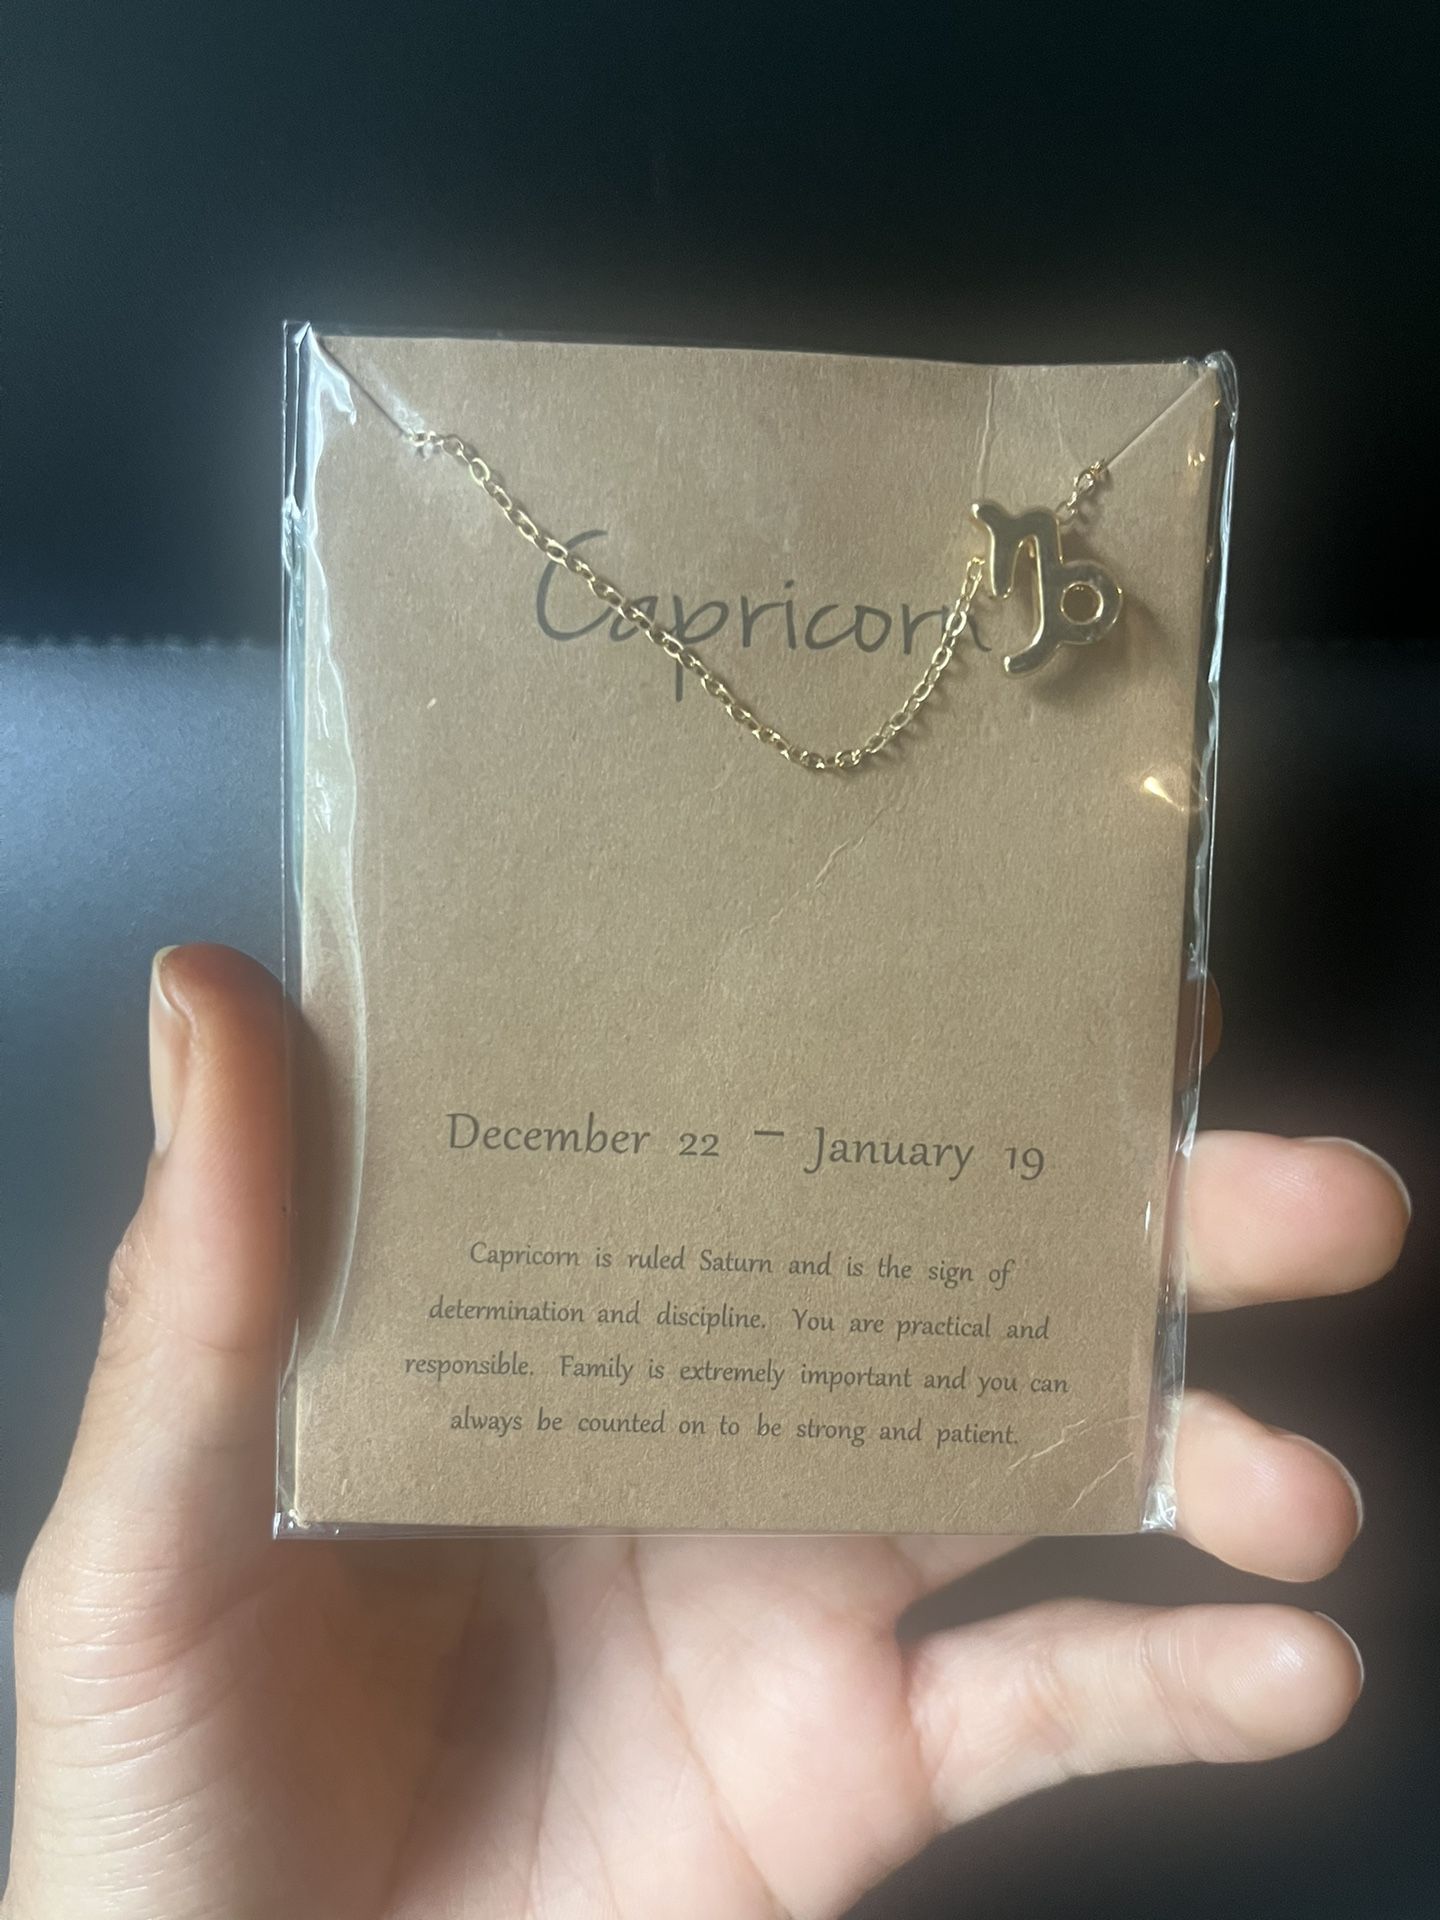 Capricorn
December 22 – January 19
Capricorn is ruled Saturn and is the sign of
determination and discipline. You are practical and
responsible. Family is extremely important and you can
always be counted on to be strong and patient.